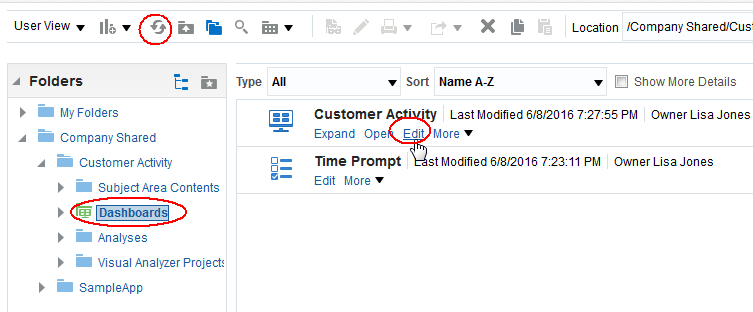 User View Location /Company Shared/Cust
Folders
My Folders
Company Shared
Customer Activity
Subject Area Contents
Dashboards
Analyses
Visual Analyzer Projects
SampleApp
Type All Sort Name A-Z Show More Details
Customer Activity Last Modified 6/8/2016 7:27:55 PM Owner Lisa Jones
Expand Open Edit More
Time Prompt Last Modified 6/8/2016 7:23:11 PM Owner Lisa Jones
Edit More